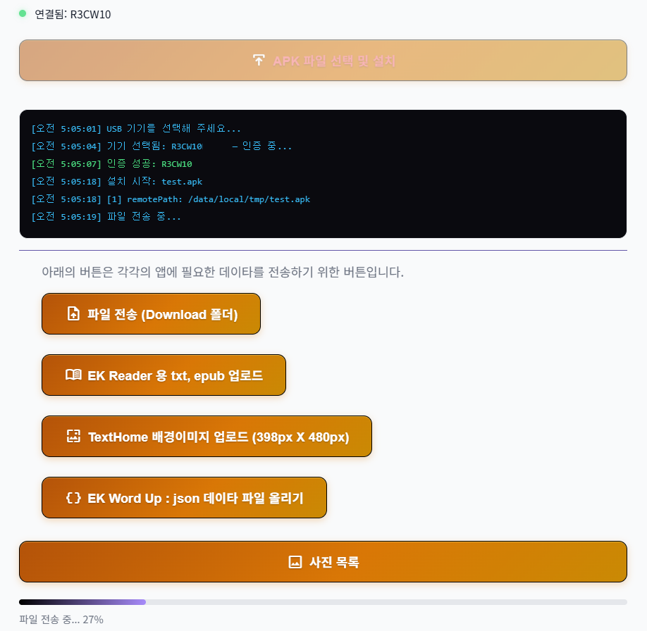 연결됨: R3CW10
APK 파일 선택 및 설치
[오전 5:05:01] USB 기기를 선택해 주세요...
[오전 5:05:04] 기기 선택됨: R3CW10 — 인증 중...
[오전 5:05:07] 인증 성공: R3CW10
[오전 5:05:18] 설치 시작: test.apk
[오전 5:05:18] [1] remotePath: /data/local/tmp/test.apk
[오전 5:05:19] 파일 전송 중...
아래의 버튼은 각각의 앱에 필요한 데이타를 전송하기 위한 버튼입니다.
파일 전송 (Download 폴더)
EK Reader 용 txt, epub 업로드
TextHome 배경이미지 업로드 (398px X 480px)
EK Word Up : json 데이타 파일 올리기
사진 목록
파일 전송 중... 27%